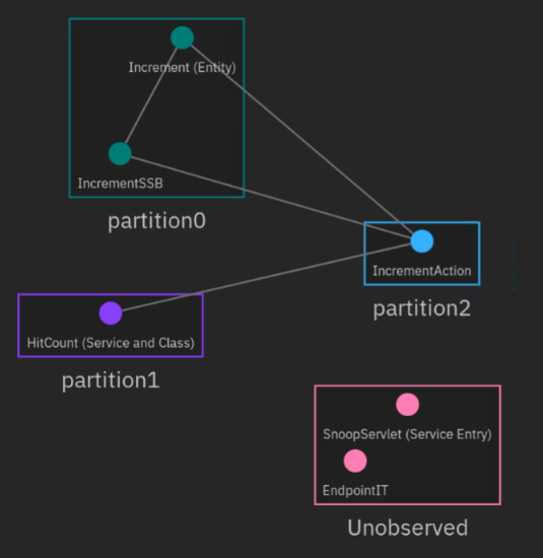 Increment (Entity)
IncrementSSB
partition0
IncrementAction
partition2
HitCount (Service and Class)
partition1
SnoopServlet (Service Entry)
EndpointIT
Unobserved